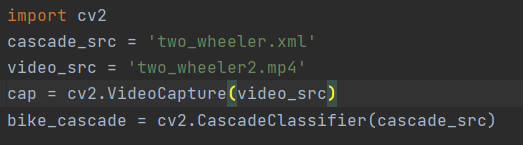 import cv2
cascade_src = 'two_wheeler.xml'
video_src = 'two_wheeler2.mp4'
cap = cv2.VideoCapture(video_src)
bike_cascade = cv2.CascadeClassifier(cascade_src)